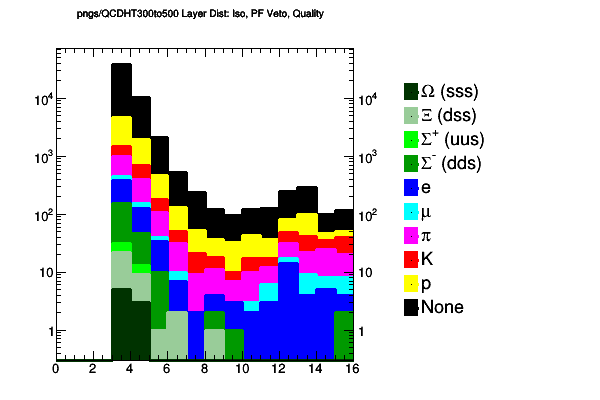 pngs/QCDHT300to500 Layer Dist: Iso, PF Veto, Quality
10⁴ 10⁴
10³ 10³
10² 10²
10 10
1 1
0 2 4 6 8 10 12 14 16
Ω (sss)
Ξ (dss)
Σ⁺ (uus)
Σ⁻ (dds)
e
μ
π
K
p
None